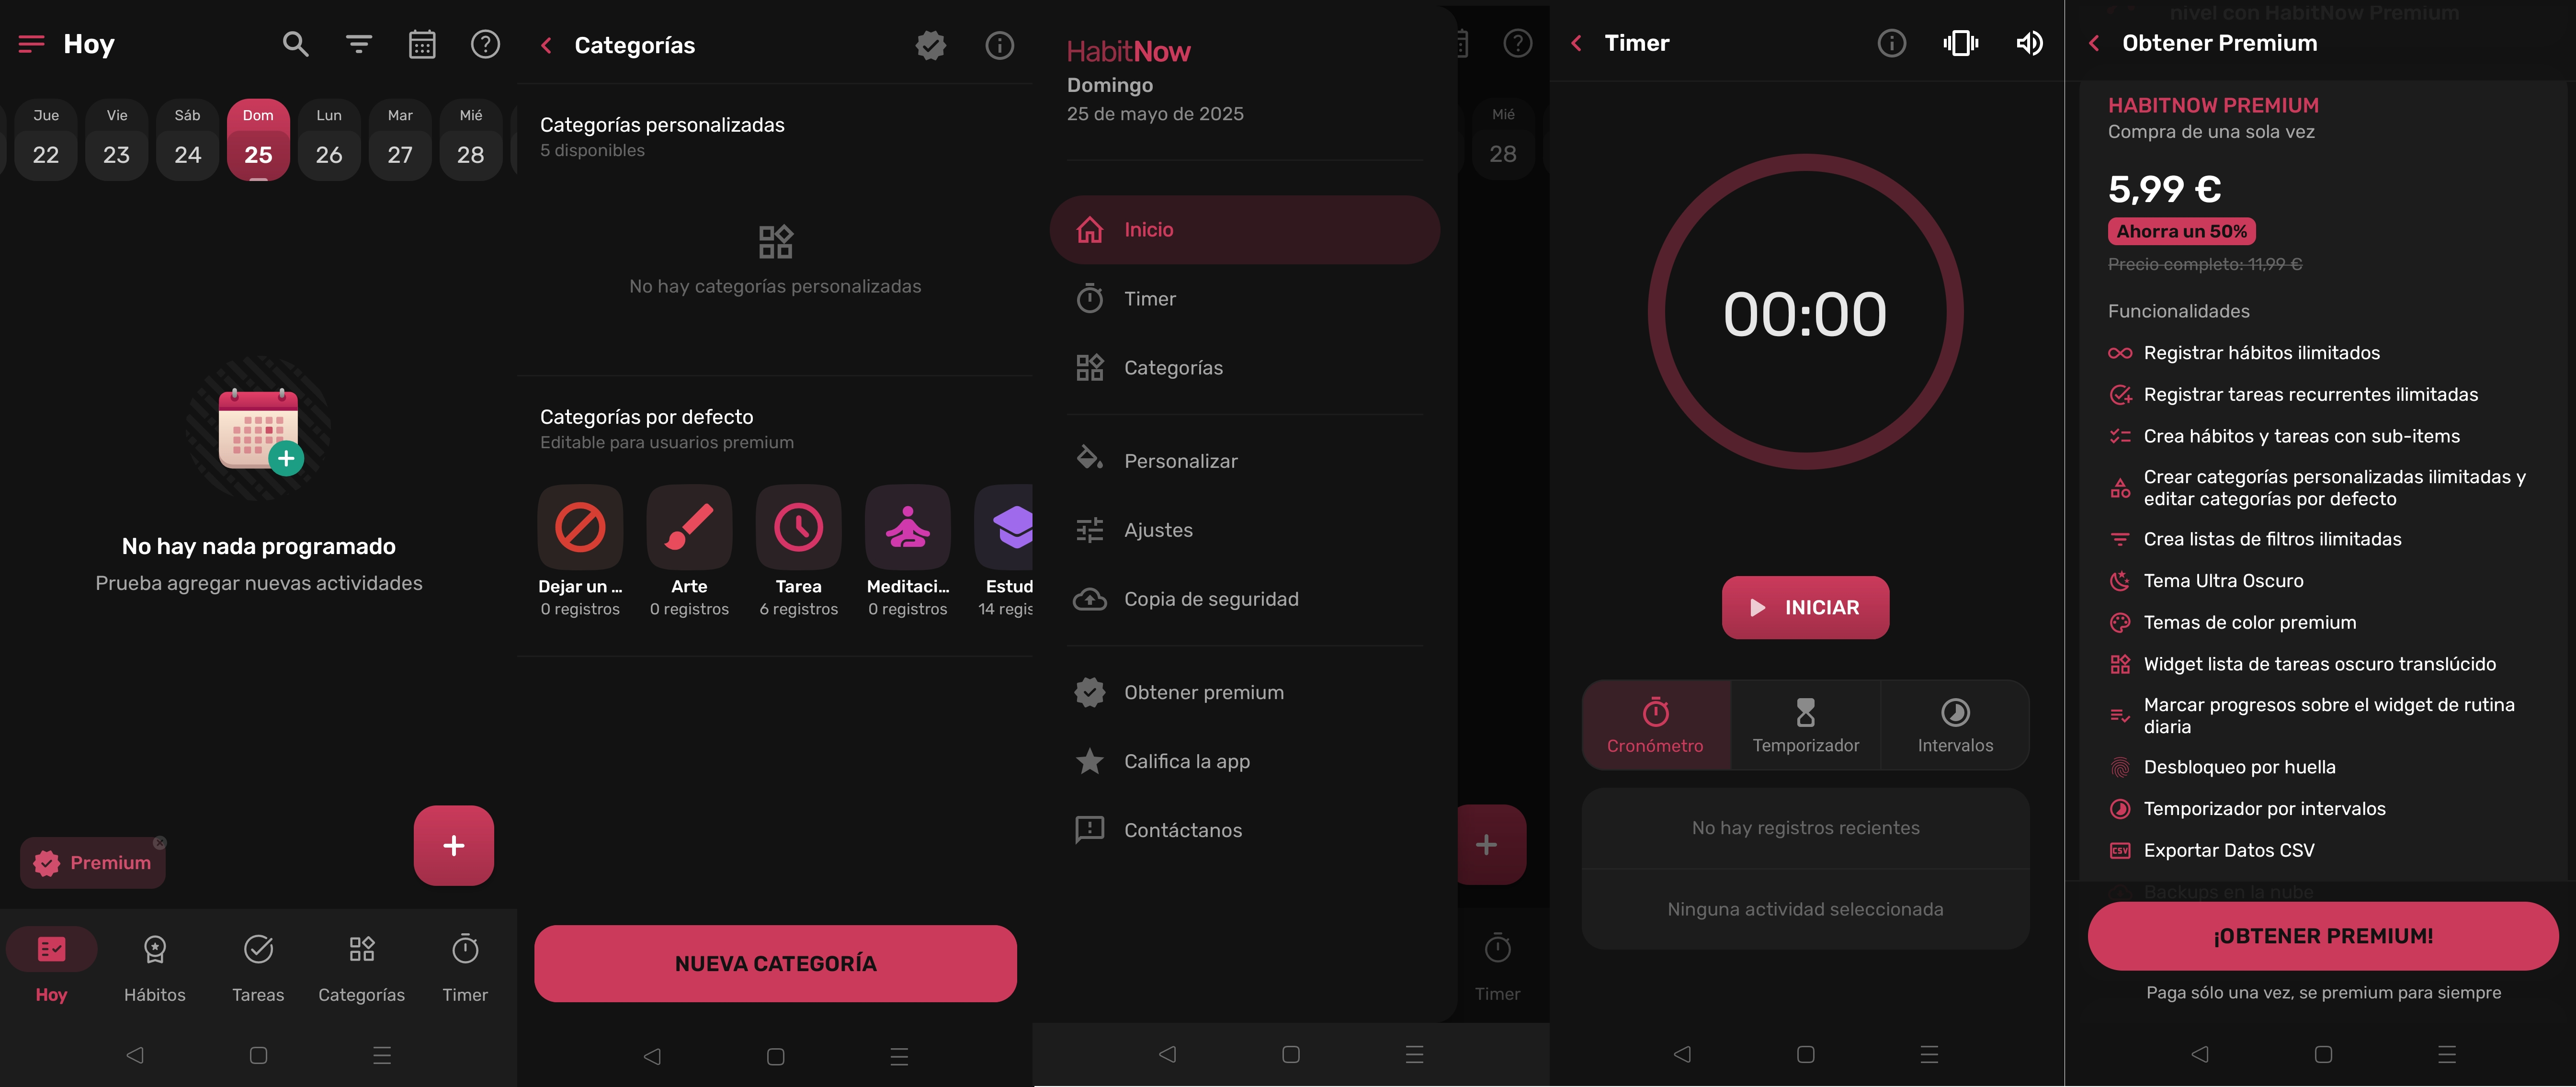 Hoy
Jue
Vie
Sáb
Dom
Lun
Mar
Mié
22
23
24
25
26
27
28
No hay nada programado
Prueba agregar nuevas actividades
Premium
Hoy
Hábitos
Tareas
Categorías
Timer
Categorías
Categorías personalizadas
5 disponibles
No hay categorías personalizadas
Categorías por defecto
Editable para usuarios premium
Dejar un ...
Arte
Tarea
Meditaci...
Estud
0 registros
0 registros
6 registros
0 registros
14 regis
NUEVA CATEGORÍA
HabitNow
Domingo
25 de mayo de 2025
Inicio
Timer
Categorías
Personalizar
Ajustes
Copia de seguridad
Obtener premium
Califica la app
Contáctanos
Mié
28
Timer
Timer
00:00
INICIAR
Cronómetro
Temporizador
Intervalos
No hay registros recientes
Ninguna actividad seleccionada
nivel con HabitNow Premium
Obtener Premium
HABITNOW PREMIUM
Compra de una sola vez
5,99 €
Ahorra un 50%
Precio completo: 11,99 €
Funcionalidades
Registrar hábitos ilimitados
Registrar tareas recurrentes ilimitadas
Crea hábitos y tareas con sub-items
Crear categorías personalizadas ilimitadas y
editar categorías por defecto
Crea listas de filtros ilimitadas
Tema Ultra Oscuro
Temas de color premium
Widget lista de tareas oscuro translúcido
Marcar progresos sobre el widget de rutina
diaria
Desbloqueo por huella
Temporizador por intervalos
CSV
Exportar Datos CSV
Backups en la nube
¡OBTENER PREMIUM!
Paga sólo una vez, se premium para siempre